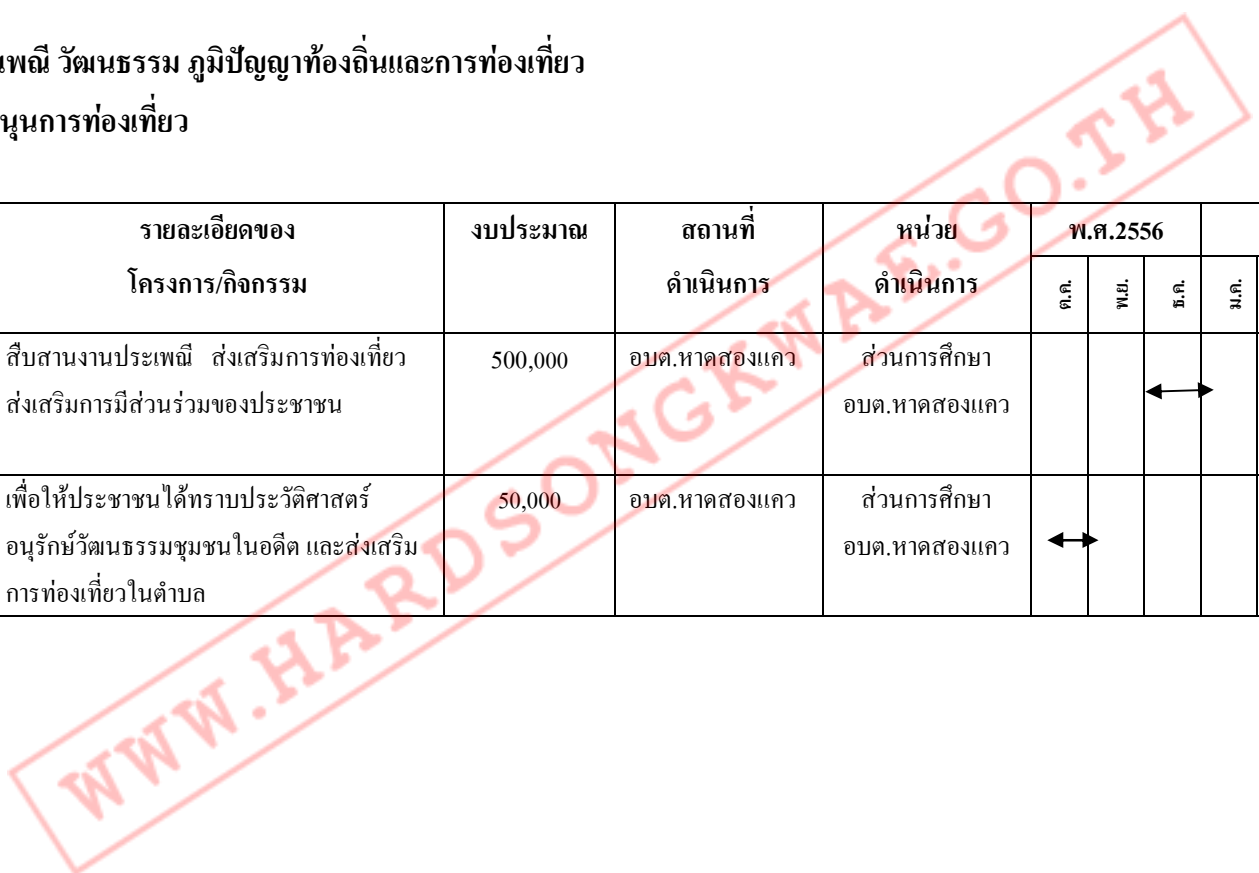 วัฒนธรรม ภูมิปัญญาท้องถิ่นและการท่องเที่ยว
นุนการท่องเที่ยว
รายละเอียดของ งบประมาณ สถานที่ หน่วย พ.ศ.2556
โครงการ/กิจกรรม ดำเนินการ ดำเนินการ ต.ค. พ.ย. ธ.ค. ม.ค.
สืบสานงานประเพณี ส่งเสริมการท่องเที่ยว 500,000 อบต.หาดสองแคว ส่วนการศึกษา
ส่งเสริมการมีส่วนร่วมของประชาชน อบต.หาดสองแคว
เพื่อให้ประชาชนได้ทราบประวัติศาสตร์ 50,000 อบต.หาดสองแคว ส่วนการศึกษา
อนุรักษ์วัฒนธรรมชุมชนในอดีต และส่งเสริม อบต.หาดสองแคว
การท่องเที่ยวในตำบล
WWW.HARDSONGKWAE.GO.TH